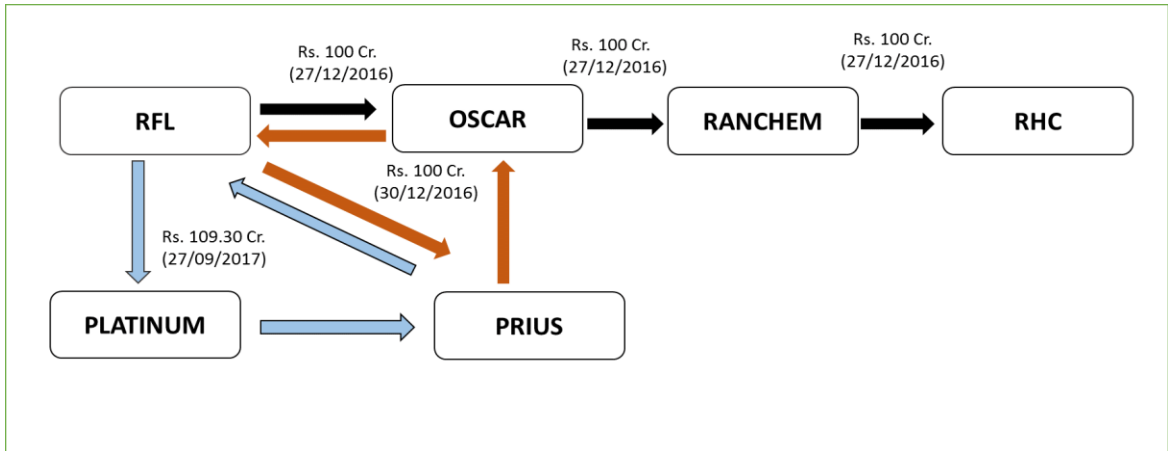 Rs. 100 Cr.
(27/12/2016)
Rs. 100 Cr.
(27/12/2016)
Rs. 100 Cr.
(27/12/2016)
RFL
OSCAR
RANCHEM
RHC
Rs. 100 Cr.
(30/12/2016)
Rs. 109.30 Cr.
(27/09/2017)
PLATINUM
PRIUS